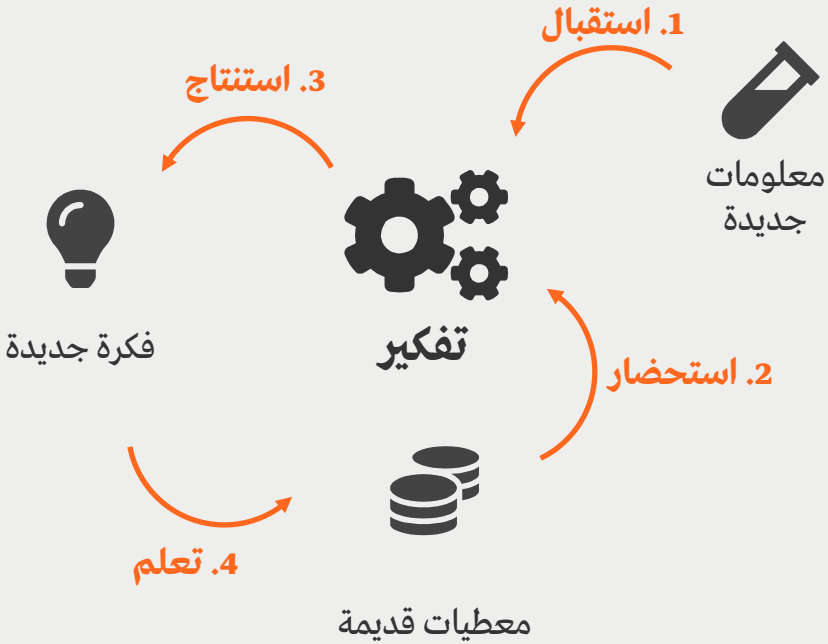 1. استقبال
3. استنتاج
معلومات
جديدة
فكرة جديدة
تفكير
2. استحضار
4. تعلم
معطيات قديمة